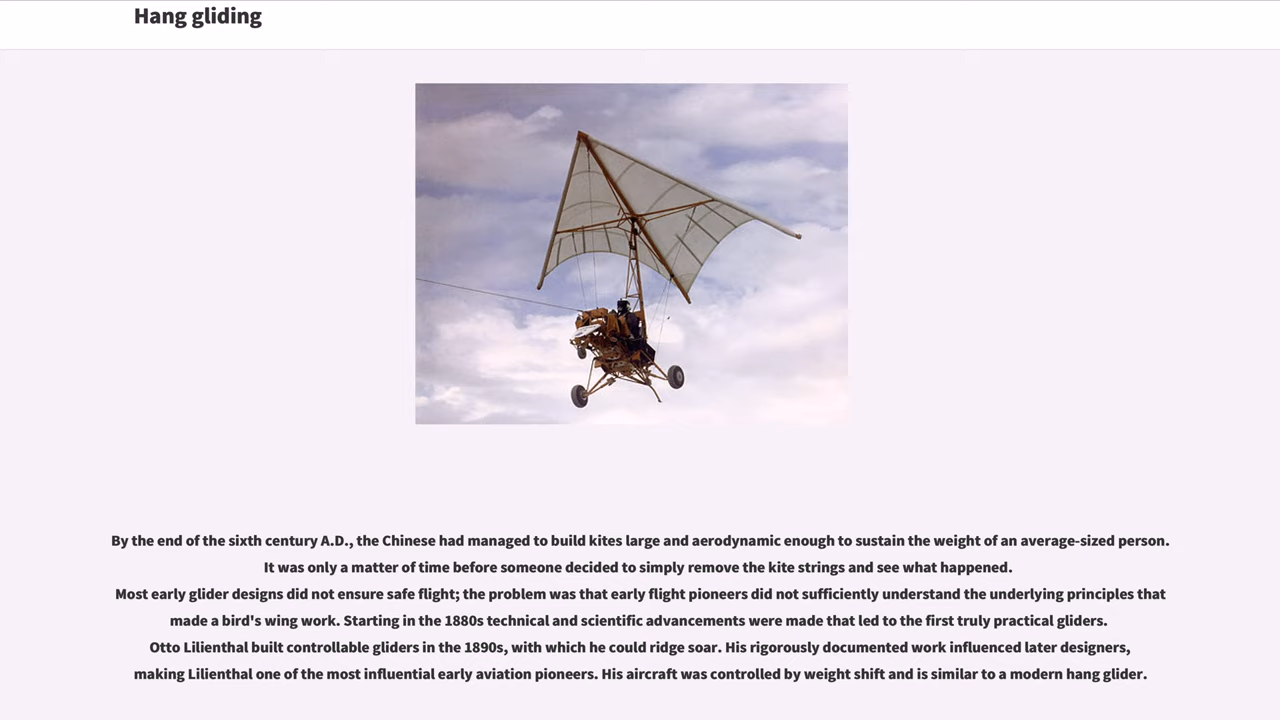 Hang gliding
By the end of the sixth century A.D., the Chinese had managed to build kites large and aerodynamic enough to sustain the weight of an average-sized person.
It was only a matter of time before someone decided to simply remove the kite strings and see what happened.
Most early glider designs did not ensure safe flight; the problem was that early flight pioneers did not sufficiently understand the underlying principles that
made a bird's wing work. Starting in the 1880s technical and scientific advancements were made that led to the first truly practical gliders.
Otto Lilienthal built controllable gliders in the 1890s, with which he could ridge soar. His rigorously documented work influenced later designers,
making Lilienthal one of the most influential early aviation pioneers. His aircraft was controlled by weight shift and is similar to a modern hang glider.